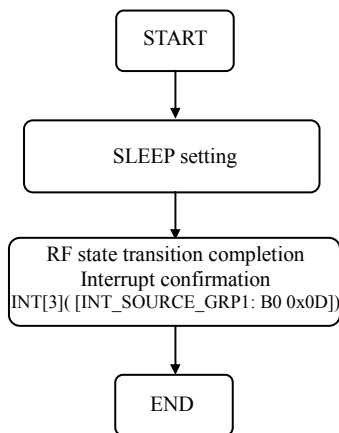 START
SLEEP setting
RF state transition completion
Interrupt confirmation
INT[3]( [INT_SOURCE_GRP1: B0 0x0D])
END